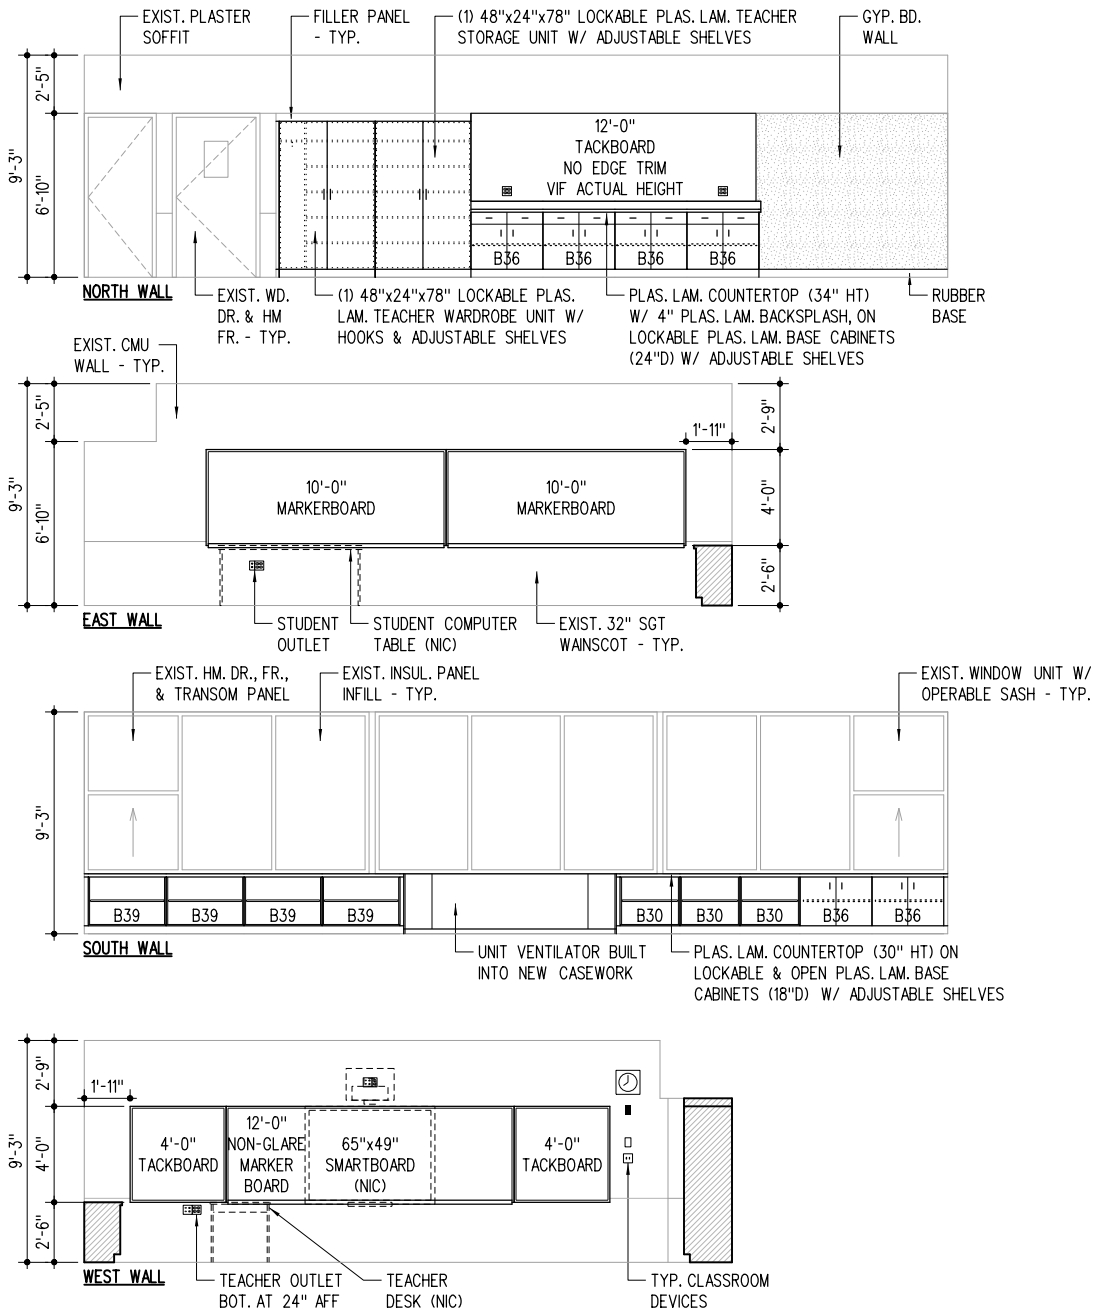 EXIST. PLASTER
SOFFIT
FILLER PANEL
- TYP.
(1) 48"x24"x78" LOCKABLE PLAS. LAM. TEACHER
STORAGE UNIT W/ ADJUSTABLE SHELVES
GYP. BD.
WALL
2'-5"
9'-3"
6'-10"
12'-0"
TACKBOARD
NO EDGE TRIM
VIF ACTUAL HEIGHT
B36
B36
B36
B36
NORTH WALL
EXIST. WD.
DR. & HM
FR. - TYP.
(1) 48"x24"x78" LOCKABLE PLAS.
LAM. TEACHER WARDROBE UNIT W/
HOOKS & ADJUSTABLE SHELVES
PLAS. LAM. COUNTERTOP (34" HT)
W/ 4" PLAS. LAM. BACKSPLASH, ON
LOCKABLE PLAS. LAM. BASE CABINETS
(24"D) W/ ADJUSTABLE SHELVES
RUBBER
BASE
EXIST. CMU
WALL - TYP.
2'-5"
9'-3"
6'-10"
1'-11"
2'-9"
4'-0"
2'-6"
10'-0"
MARKERBOARD
10'-0"
MARKERBOARD
EAST WALL
STUDENT
OUTLET
STUDENT COMPUTER
TABLE (NIC)
EXIST. 32" SGT
WAINSCOT - TYP.
EXIST. HM. DR., FR.,
& TRANSOM PANEL
EXIST. INSUL. PANEL
INFILL - TYP.
EXIST. WINDOW UNIT W/
OPERABLE SASH - TYP.
9'-3"
B39
B39
B39
B39
B30
B30
B30
B36
B36
SOUTH WALL
UNIT VENTILATOR BUILT
INTO NEW CASEWORK
PLAS. LAM. COUNTERTOP (30" HT) ON
LOCKABLE & OPEN PLAS. LAM. BASE
CABINETS (18"D) W/ ADJUSTABLE SHELVES
2'-9"
1'-11"
9'-3"
4'-0"
2'-6"
4'-0"
TACKBOARD
12'-0"
NON-GLARE
MARKER
BOARD
65"x49"
SMARTBOARD
(NIC)
4'-0"
TACKBOARD
WEST WALL
TEACHER OUTLET
BOT. AT 24" AFF
TEACHER
DESK (NIC)
TYP. CLASSROOM
DEVICES